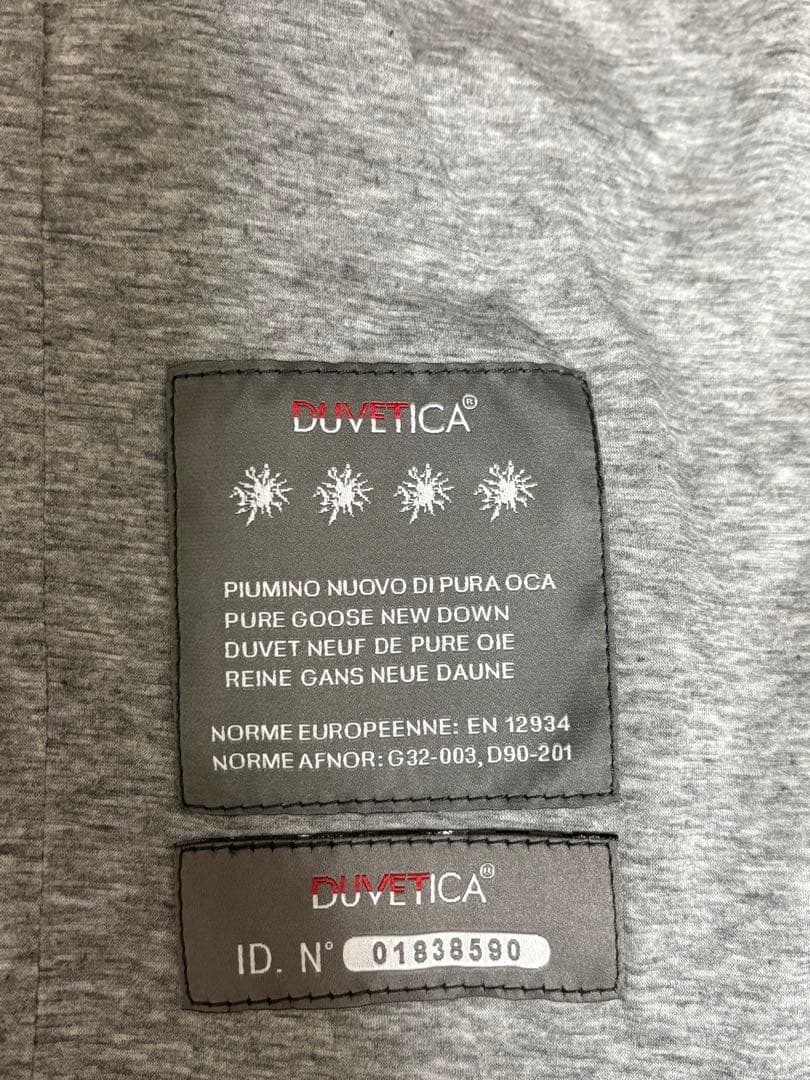 DUVETICA®
PIUMINO NUOVO DI PURA OCA
PURE GOOSE NEW DOWN
DUVET NEUF DE PURE OIE
REINE GANS NEUE DAUNE
NORME EUROPEENNE: EN 12934
NORME AFNOR: G32-003, D90-201
DUVETICA®
ID. N° 01838590